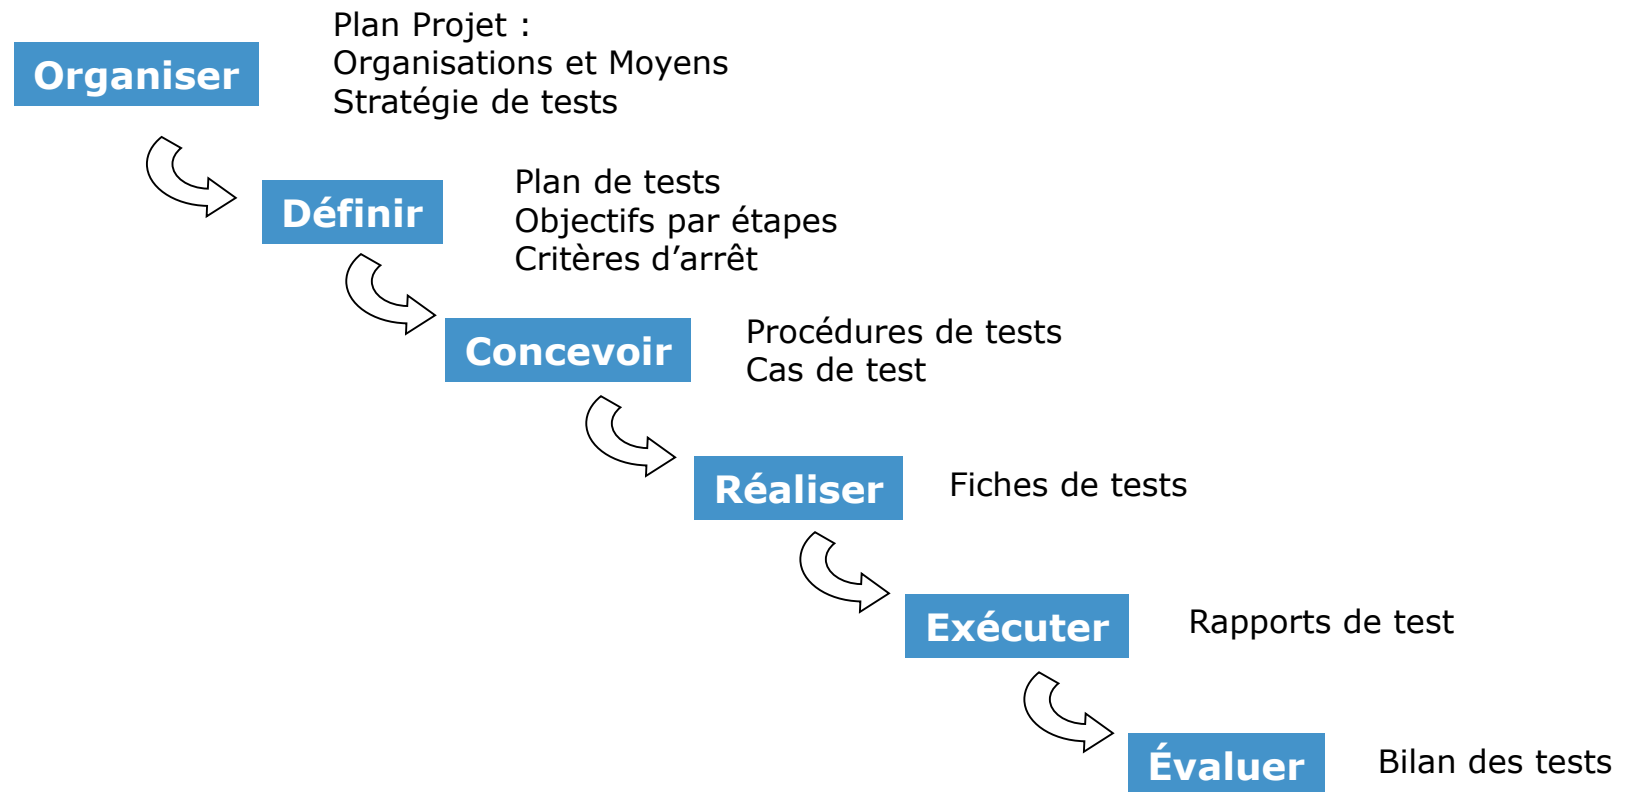 Organiser
Plan Projet :
Organisations et Moyens
Stratégie de tests
Définir
Plan de tests
Objectifs par étapes
Critères d’arrêt
Concevoir
Procédures de tests
Cas de test
Réaliser
Fiches de tests
Exécuter
Rapports de test
Évaluer
Bilan des tests